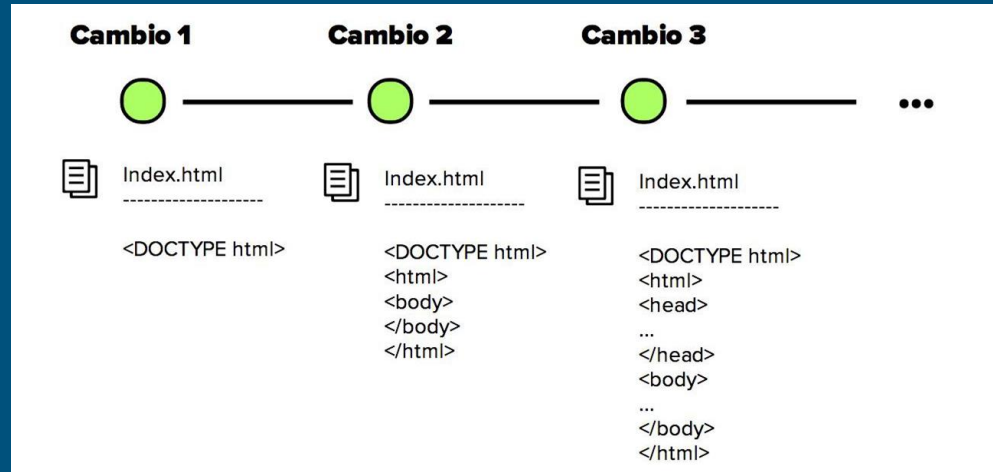 Cambio 1
Index.html
--------------------
<DOCTYPE html>
Cambio 2
Index.html
--------------------
<DOCTYPE html>
<html>
<body>
</body>
</html>
Cambio 3
Index.html
--------------------
<DOCTYPE html>
<html>
<head>
...
</head>
<body>
...
</body>
</html>
...